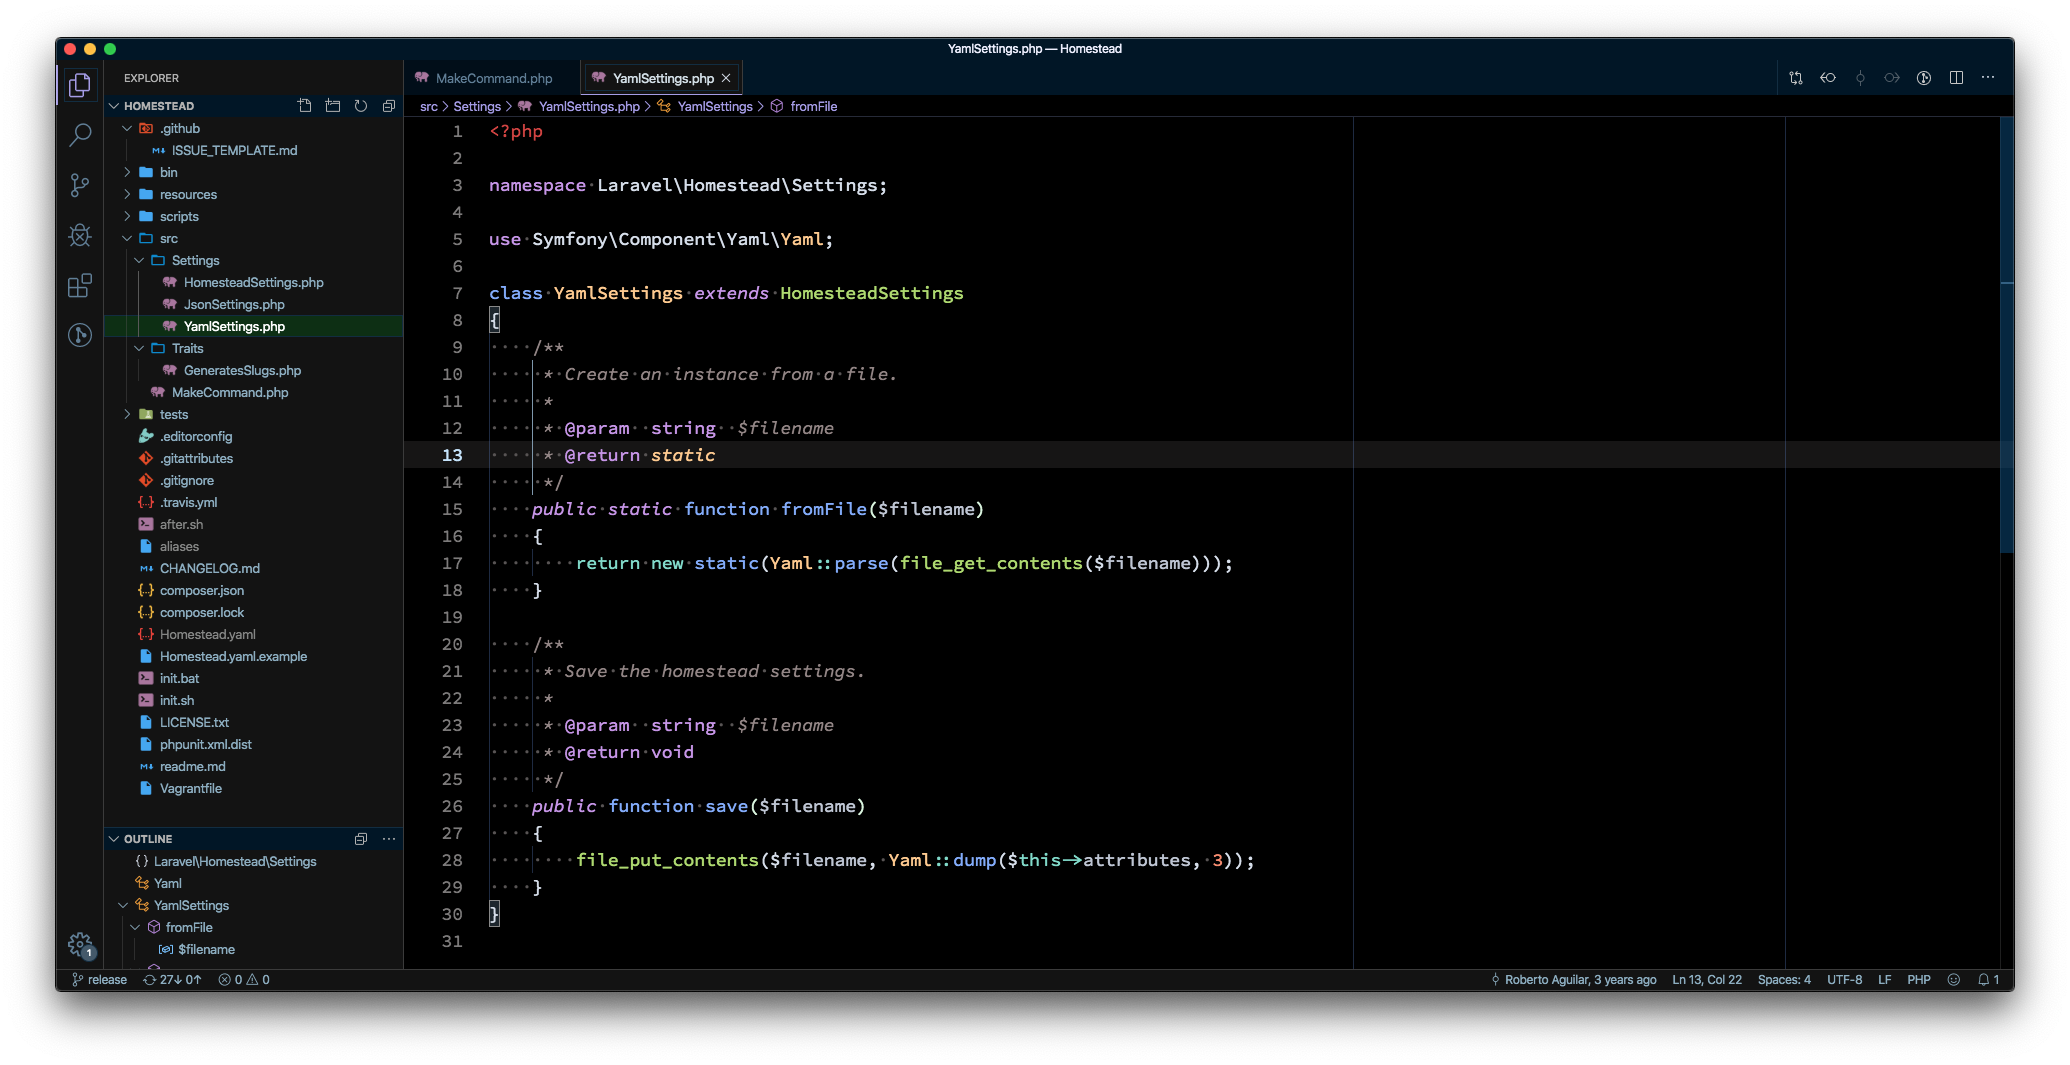 YamlSettings.php — Homestead
EXPLORER
HOMESTEAD
.github
ISSUE_TEMPLATE.md
bin
resources
scripts
src
Settings
HomesteadSettings.php
JsonSettings.php
YamlSettings.php
Traits
GeneratesSlugs.php
MakeCommand.php
tests
.editorconfig
.gitattributes
.gitignore
.travis.yml
after.sh
aliases
CHANGELOG.md
composer.json
composer.lock
Homestead.yaml
Homestead.yaml.example
init.bat
init.sh
LICENSE.txt
phpunit.xml.dist
readme.md
Vagrantfile
OUTLINE
{} Laravel\Homestead\Settings
Yaml
YamlSettings
fromFile
$filename
MakeCommand.php YamlSettings.php
src > Settings > YamlSettings.php > YamlSettings > fromFile
1 <?php
2
3 namespace Laravel\Homestead\Settings;
4
5 use Symfony\Component\Yaml\Yaml;
6
7 class YamlSettings extends HomesteadSettings
8 {
9     /**
10      * Create an instance from a file.
11      *
12      * @param  string  $filename
13      * @return static
14      */
15     public static function fromFile($filename)
16     {
17         return new static(Yaml::parse(file_get_contents($filename)));
18     }
19
20     /**
21      * Save the homestead settings.
22      *
23      * @param  string  $filename
24      * @return void
25      */
26     public function save($filename)
27     {
28         file_put_contents($filename, Yaml::dump($this->attributes, 3));
29     }
30 }
31
release 27↓ 0↑ 0 0 Roberto Aguilar, 3 years ago Ln 13, Col 22 Spaces: 4 UTF-8 LF PHP 1